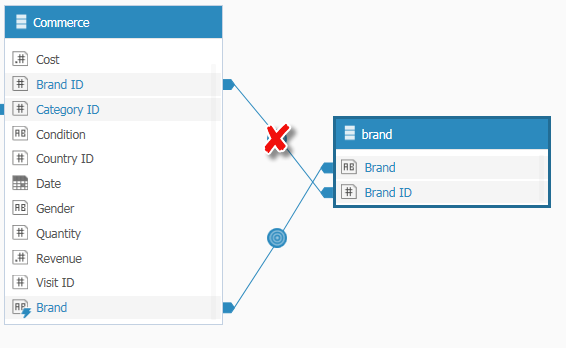 Commerce
Cost
Brand ID
Category ID
Condition
Country ID
Date
Gender
Quantity
Revenue
Visit ID
Brand
brand
Brand
Brand ID